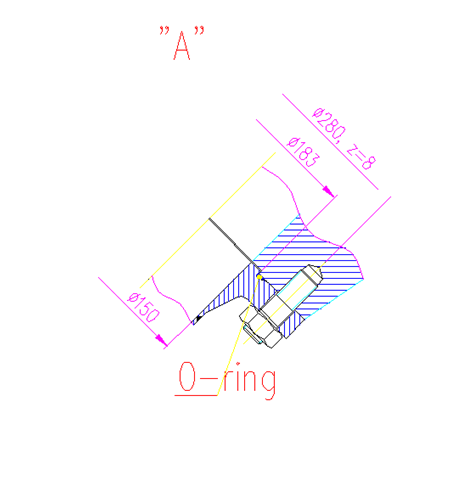 "A"
Ø280, z=8
Ø183
Ø150
O-ring